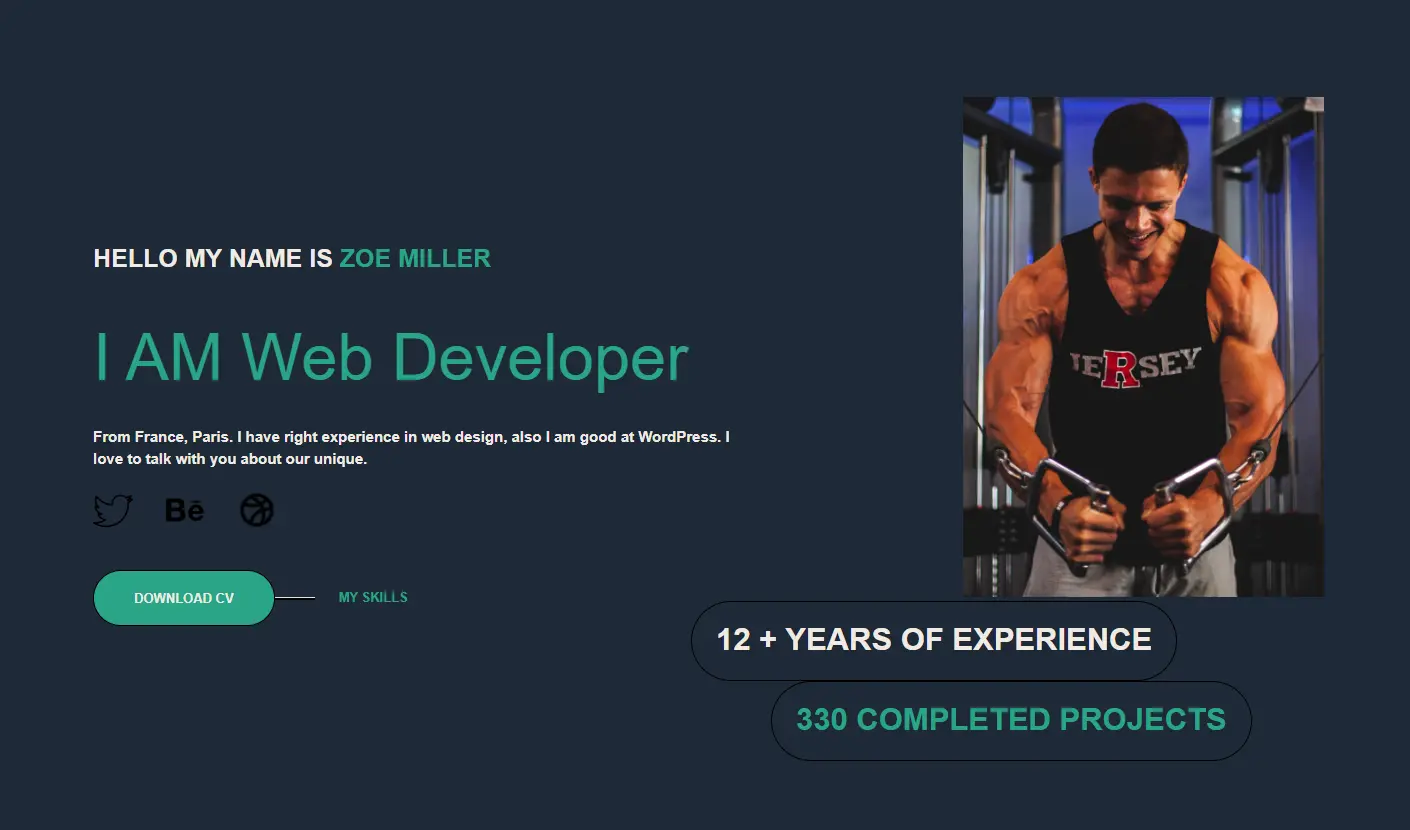 HELLO MY NAME IS ZOE MILLER
I AM Web Developer
From France, Paris. I have right experience in web design, also I am good at WordPress. I
love to talk with you about our unique.
Bē
DOWNLOAD CV
MY SKILLS
JERSEY
12 + YEARS OF EXPERIENCE
330 COMPLETED PROJECTS